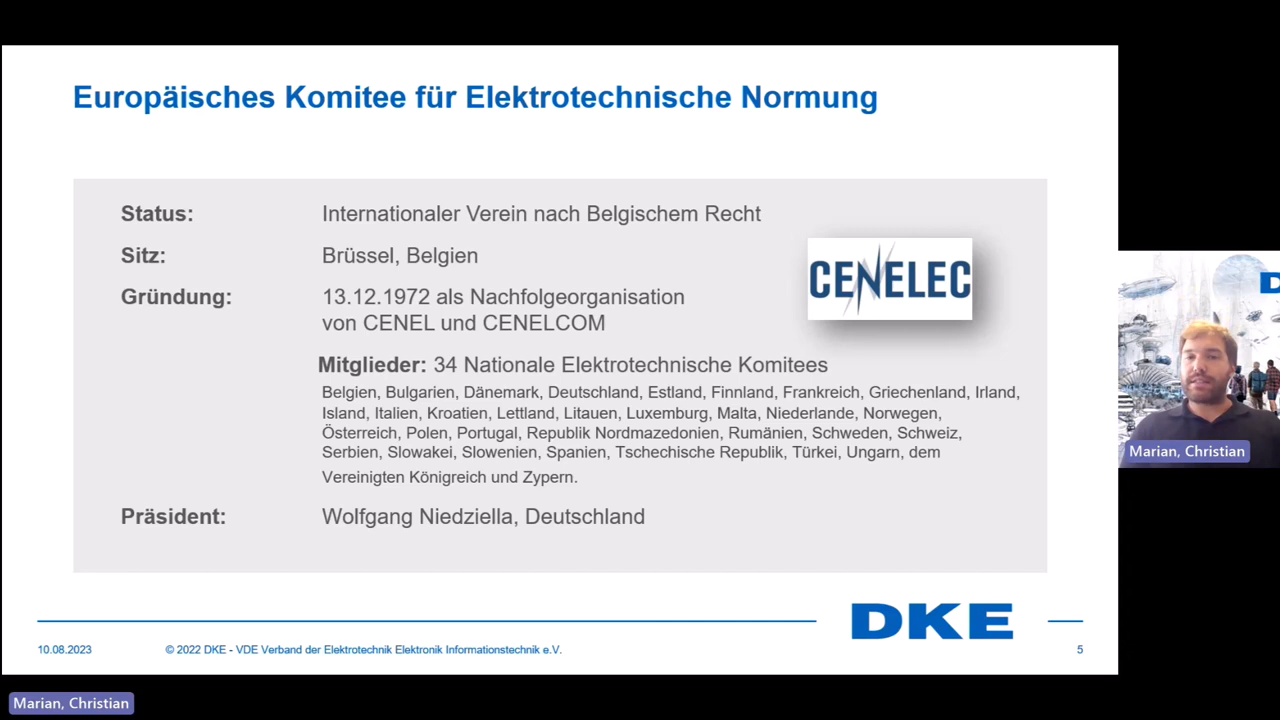 Europäisches Komitee für Elektrotechnische Normung
Status: Internationaler Verein nach Belgischem Recht
Sitz: Brüssel, Belgien
Gründung: 13.12.1972 als Nachfolgeorganisation
von CENEL und CENELCOM
CENELEC
Mitglieder: 34 Nationale Elektrotechnische Komitees
Belgien, Bulgarien, Dänemark, Deutschland, Estland, Finnland, Frankreich, Griechenland, Irland,
Island, Italien, Kroatien, Lettland, Litauen, Luxemburg, Malta, Niederlande, Norwegen,
Österreich, Polen, Portugal, Republik Nordmazedonien, Rumänien, Schweden, Schweiz,
Serbien, Slowakei, Slowenien, Spanien, Tschechische Republik, Türkei, Ungarn, dem
Vereinigten Königreich und Zypern.
Präsident: Wolfgang Niedziella, Deutschland
DKE
10.08.2023 © 2022 DKE - VDE Verband der Elektrotechnik Elektronik Informationstechnik e.V. 5
D
Marian, Christian
Marian, Christian